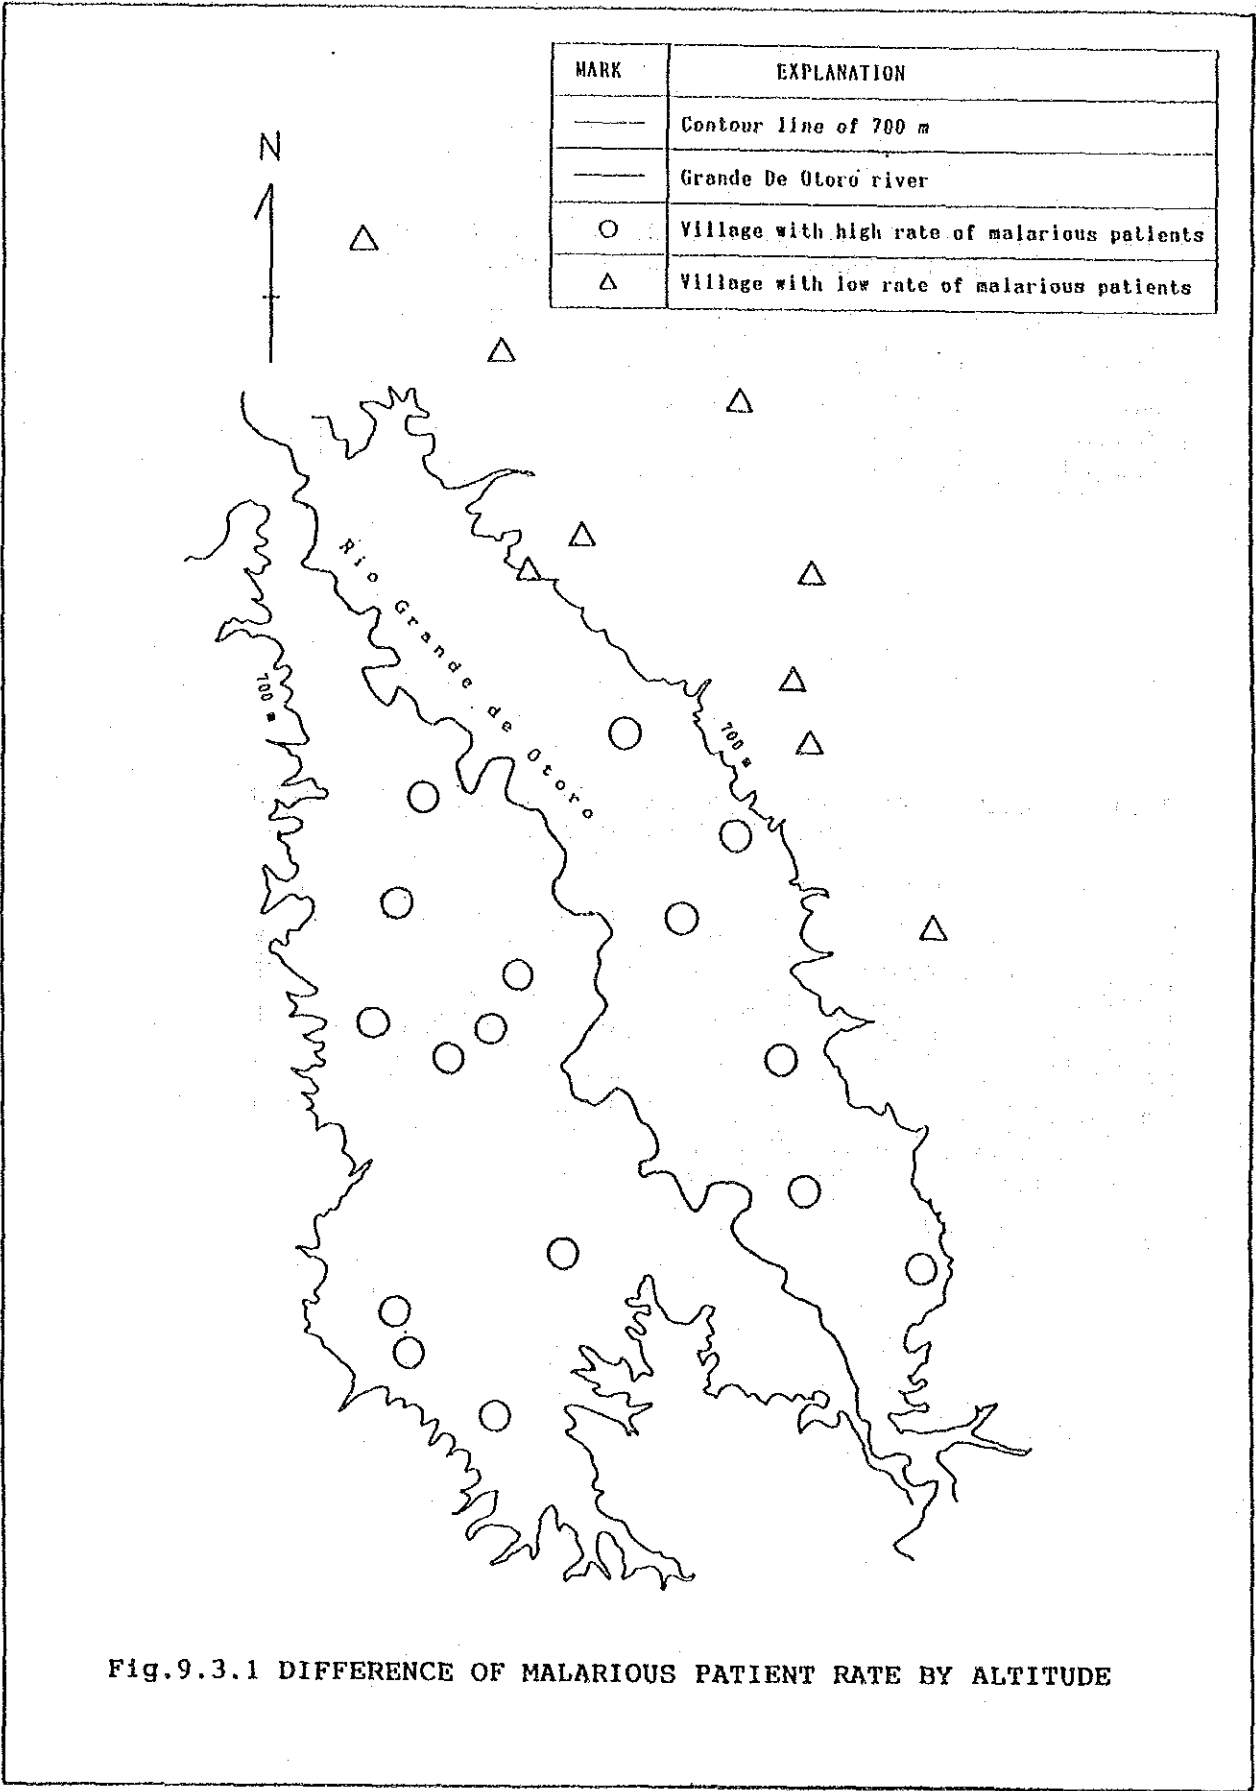 MARK EXPLANATION
Contour line of 700 m
Grande De Otoro river
Village with high rate of malarious patients
Village with low rate of malarious patients
N
Rio Grande de Otoro
700 m
700 m
Fig.9.3.1 DIFFERENCE OF MALARIOUS PATIENT RATE BY ALTITUDE